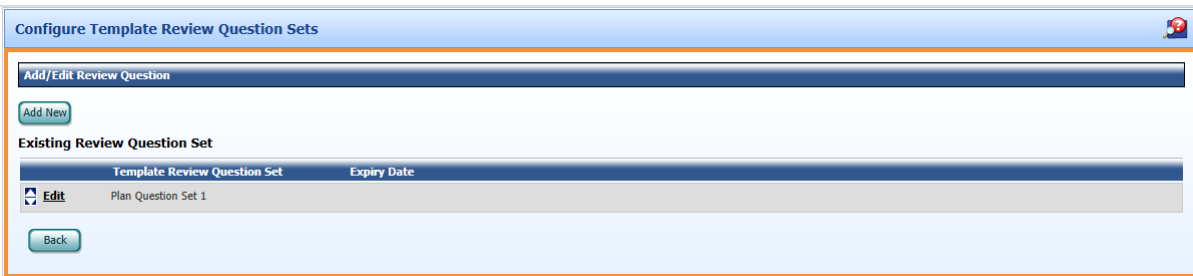 Configure Template Review Question Sets
Add/Edit Review Question
Add New
Existing Review Question Set
Template Review Question Set Expiry Date
Edit Plan Question Set 1
Back